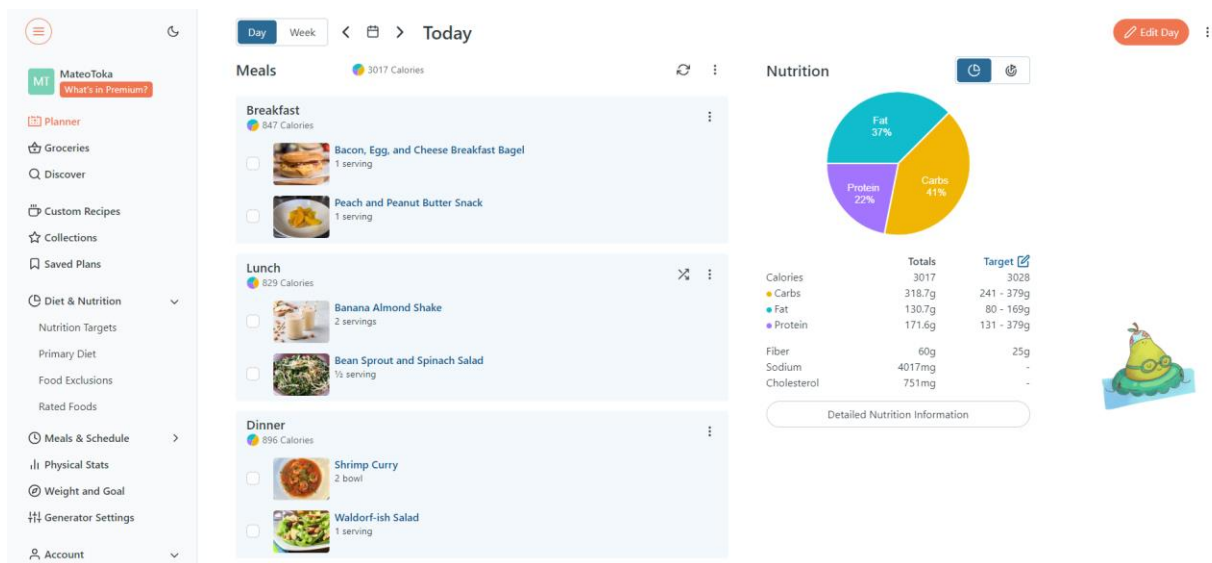 MT
MateoToka
What's in Premium?
Planner
Groceries
Discover
Custom Recipes
Collections
Saved Plans
Diet & Nutrition
Nutrition Targets
Primary Diet
Food Exclusions
Rated Foods
Meals & Schedule
Physical Stats
Weight and Goal
Generator Settings
Account
Day Week Today
Edit Day
Meals 3017 Calories
Breakfast
847 Calories
Bacon, Egg, and Cheese Breakfast Bagel
1 serving
Peach and Peanut Butter Snack
1 serving
Lunch
829 Calories
Banana Almond Shake
2 servings
Bean Sprout and Spinach Salad
½ serving
Dinner
896 Calories
Shrimp Curry
2 bowl
Waldorf-ish Salad
1 serving
Nutrition
Fat
37%
Carbs
41%
Protein
22%
Totals Target
Calories 3017 3028
Carbs 318.7g 241 - 379g
Fat 130.7g 80 - 169g
Protein 171.6g 131 - 379g
Fiber 60g 25g
Sodium 4017mg -
Cholesterol 751mg -
Detailed Nutrition Information